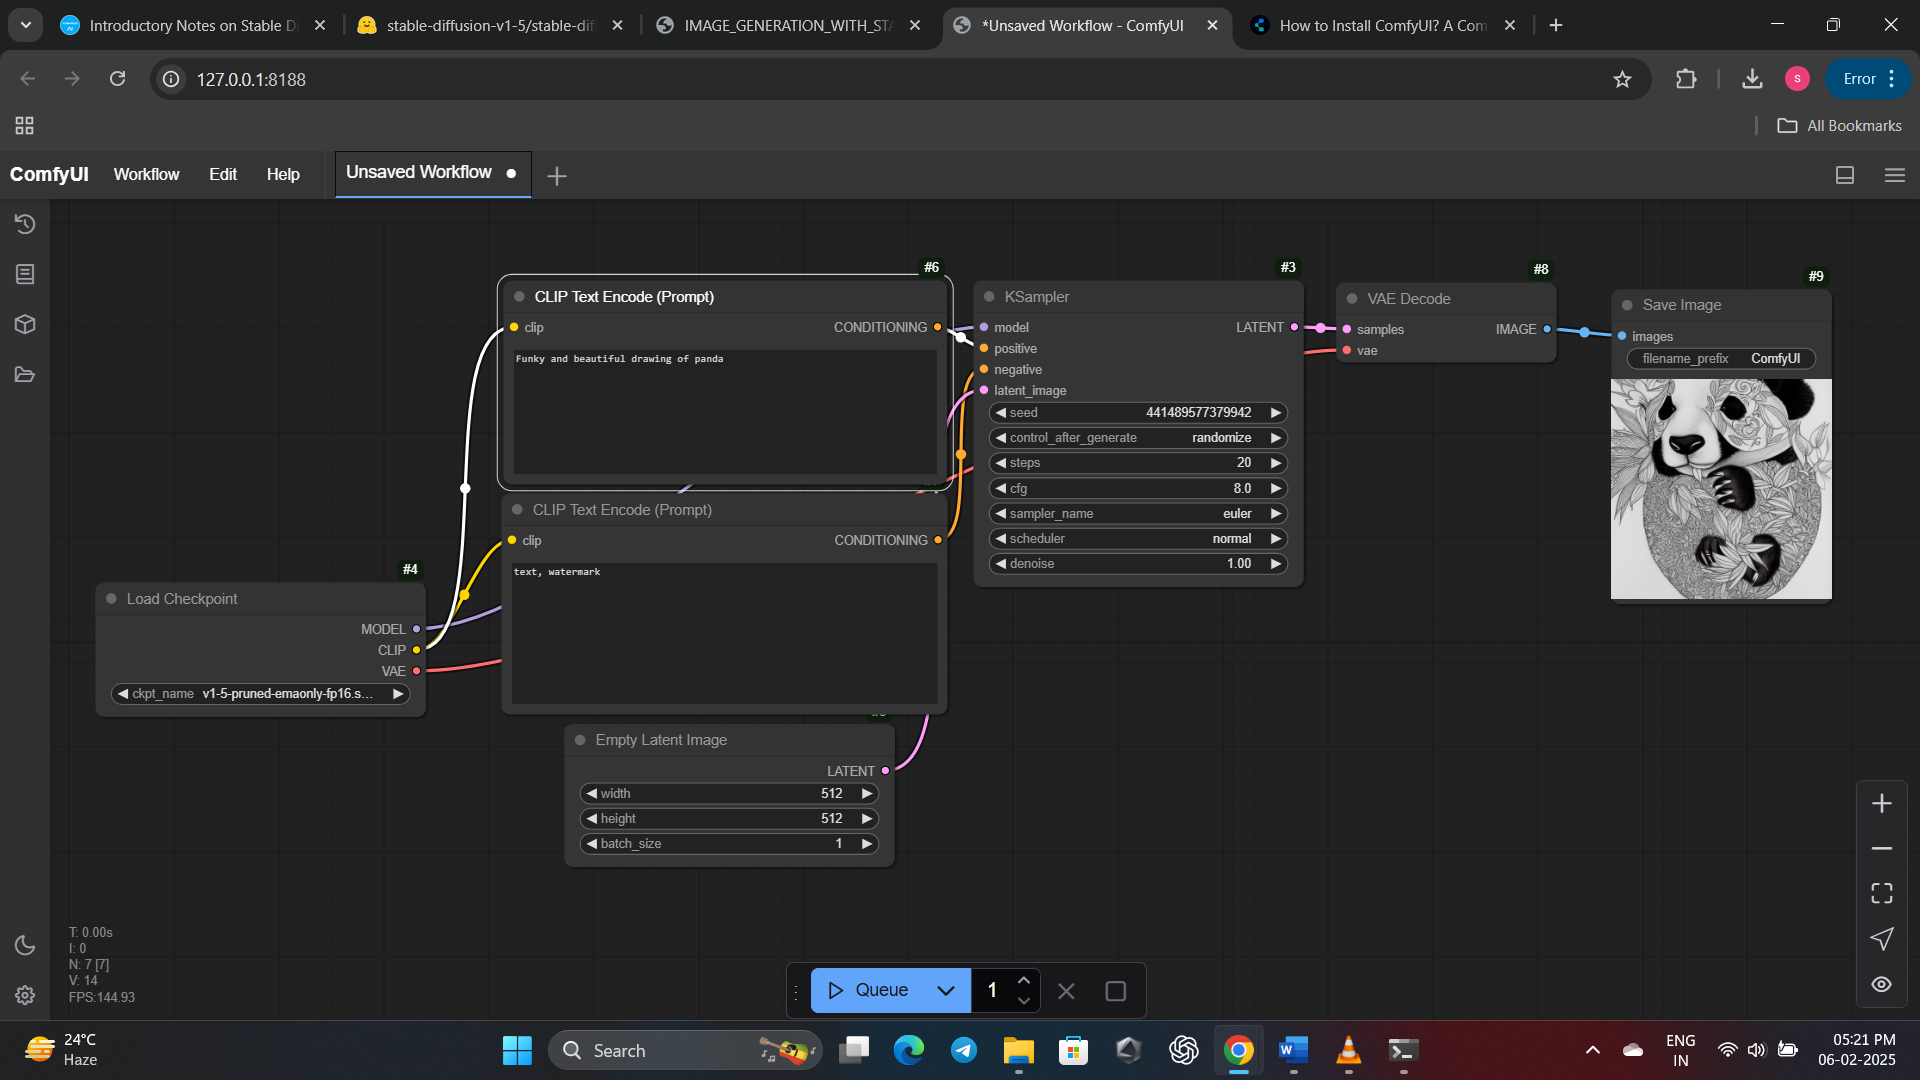 Introductory Notes on Stable Di
stable-diffusion-v1-5/stable-dif
IMAGE_GENERATION_WITH_STA
*Unsaved Workflow - ComfyUI
How to Install ComfyUI? A Com
127.0.0.1:8188
S
Error
All Bookmarks
ComfyUI
Workflow
Edit
Help
Unsaved Workflow
#6
CLIP Text Encode (Prompt)
clip
CONDITIONING
Funky and beautiful drawing of panda
CLIP Text Encode (Prompt)
clip
CONDITIONING
text, watermark
#4
Load Checkpoint
MODEL
CLIP
VAE
ckpt_name v1-5-pruned-emaonly-fp16.s...
Empty Latent Image
LATENT
width 512
height 512
batch_size 1
#3
KSampler
model
LATENT
positive
negative
latent_image
seed 441489577379942
control_after_generate randomize
steps 20
cfg 8.0
sampler_name euler
scheduler normal
denoise 1.00
#8
VAE Decode
samples
IMAGE
vae
#9
Save Image
images
filename_prefix ComfyUI
T: 0.00s
I: 0
N: 7 [7]
V: 14
FPS:144.93
Queue
1
24°C
Haze
Search
ENG
IN
05:21 PM
06-02-2025